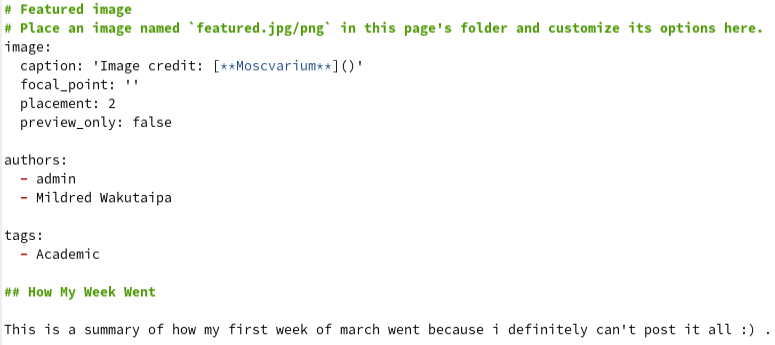 # Featured image
# Place an image named `featured.jpg/png` in this page's folder and customize its options here.
image:
  caption: 'Image credit: [**Moscvarium**]()'
  focal_point: ''
  placement: 2
  preview_only: false

authors:
  - admin
  - Mildred Wakutaipa

tags:
  - Academic

## How My Week Went

This is a summary of how my first week of march went because i definitely can't post it all :) .